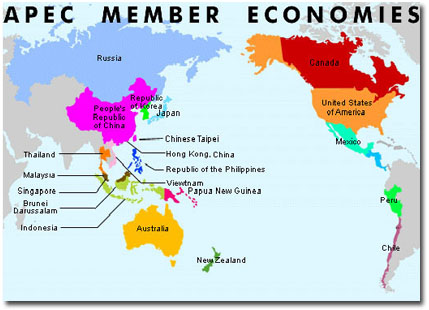 APEC MEMBER ECONOMIES
Russia
Canada
People's
Republic
of China
Republic
of Korea
Japan
United States
of America
Mexico
Chinese Taipei
Thailand
Hong Kong, China
Malaysia
Republic of the Philippines
Singapore
Viewtnam
Papua New Guinea
Brunei
Darussalam
Indonesia
Australia
Peru
Chile
New Zealand